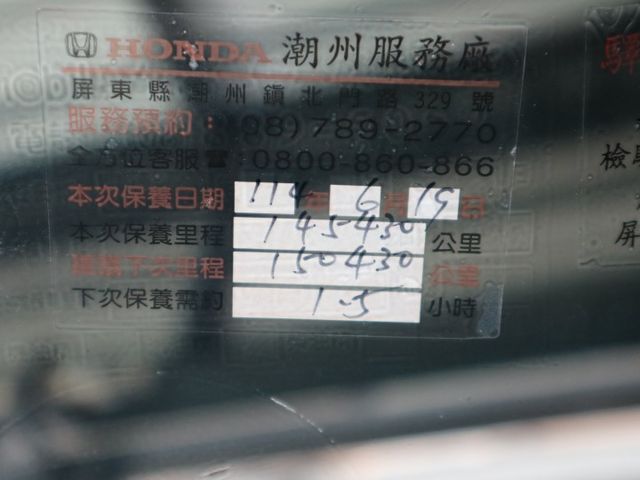 HONDA 潮州服務廠
屏東縣潮州鎮北門路329號
服務預約：(08)789-2770
全方位客服☎：0800-860-866
本次保養日期 114 年 6 月 19 日
本次保養里程 145430 公里
建議下次里程 150430 公里
下次保養需約 1.5 小時
驛
檢
屏